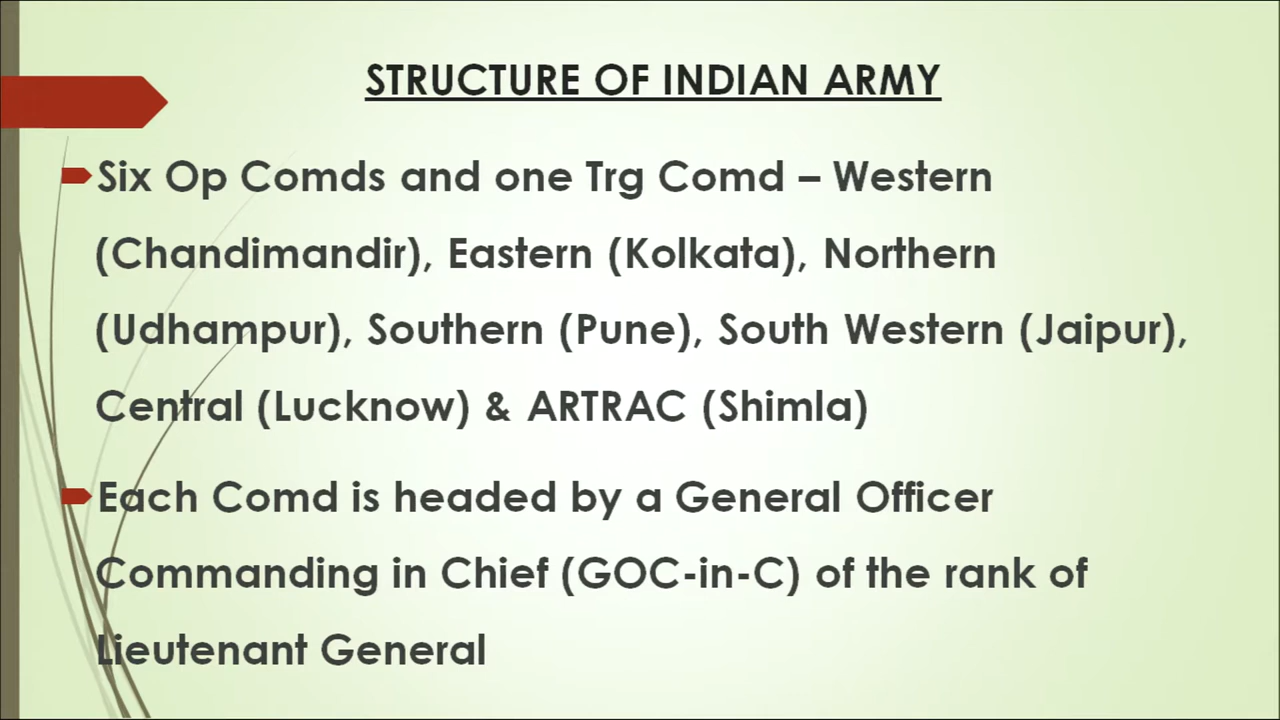 STRUCTURE OF INDIAN ARMY
Six Op Comds and one Trg Comd – Western
(Chandimandir), Eastern (Kolkata), Northern
(Udhampur), Southern (Pune), South Western (Jaipur),
Central (Lucknow) & ARTRAC (Shimla)
Each Comd is headed by a General Officer
Commanding in Chief (GOC-in-C) of the rank of
Lieutenant General